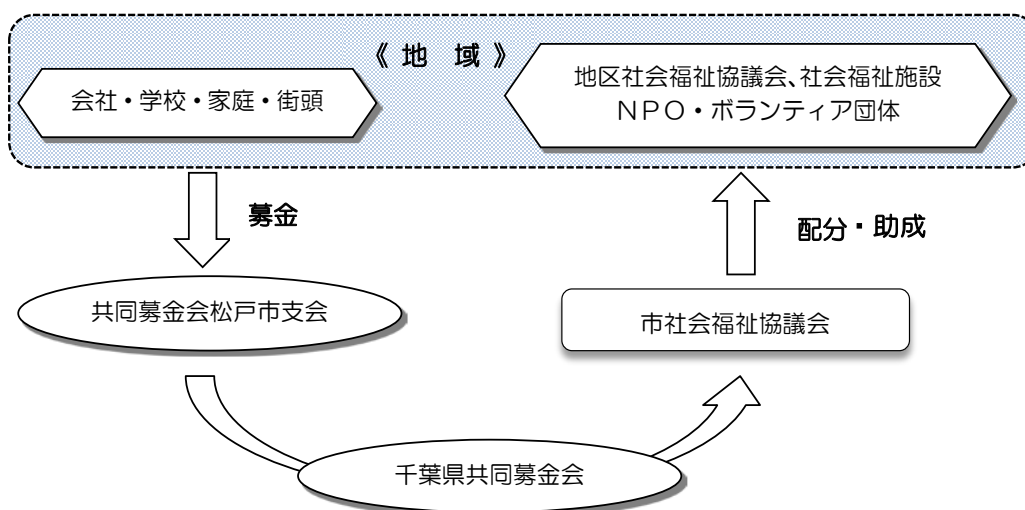 《 地 域 》
会社・学校・家庭・街頭
地区社会福祉協議会、社会福祉施設
NPO・ボランティア団体
募金
配分・助成
共同募金会松戸市支会
市社会福祉協議会
千葉県共同募金会